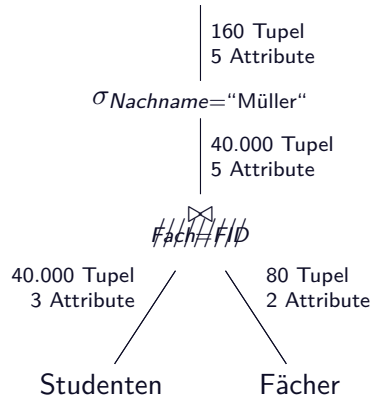 160 Tupel
5 Attribute
σNachname=“Müller“
40.000 Tupel
5 Attribute
⋈
Fach=FID
40.000 Tupel
3 Attribute
80 Tupel
2 Attribute
Studenten
Fächer